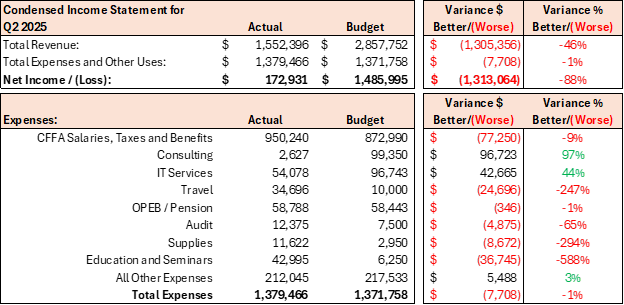 Condensed Income Statement for Q2 2025 Actual Budget Variance $ Better/(Worse) Variance % Better/(Worse)
Total Revenue: $ 1,552,396 $ 2,857,752 $ (1,305,356) -46%
Total Expenses and Other Uses: $ 1,379,466 $ 1,371,758 $ (7,708) -1%
Net Income / (Loss): $ 172,931 $ 1,485,995 $ (1,313,064) -88%
Expenses: Actual Budget Variance $ Better/(Worse) Variance % Better/(Worse)
CFFA Salaries, Taxes and Benefits 950,240 872,990 $ (77,250) -9%
Consulting 2,627 99,350 $ 96,723 97%
IT Services 54,078 96,743 $ 42,665 44%
Travel 34,696 10,000 $ (24,696) -247%
OPEB / Pension 58,788 58,443 $ (346) -1%
Audit 12,375 7,500 $ (4,875) -65%
Supplies 11,622 2,950 $ (8,672) -294%
Education and Seminars 42,995 6,250 $ (36,745) -588%
All Other Expenses 212,045 217,533 $ 5,488 3%
Total Expenses 1,379,466 1,371,758 $ (7,708) -1%